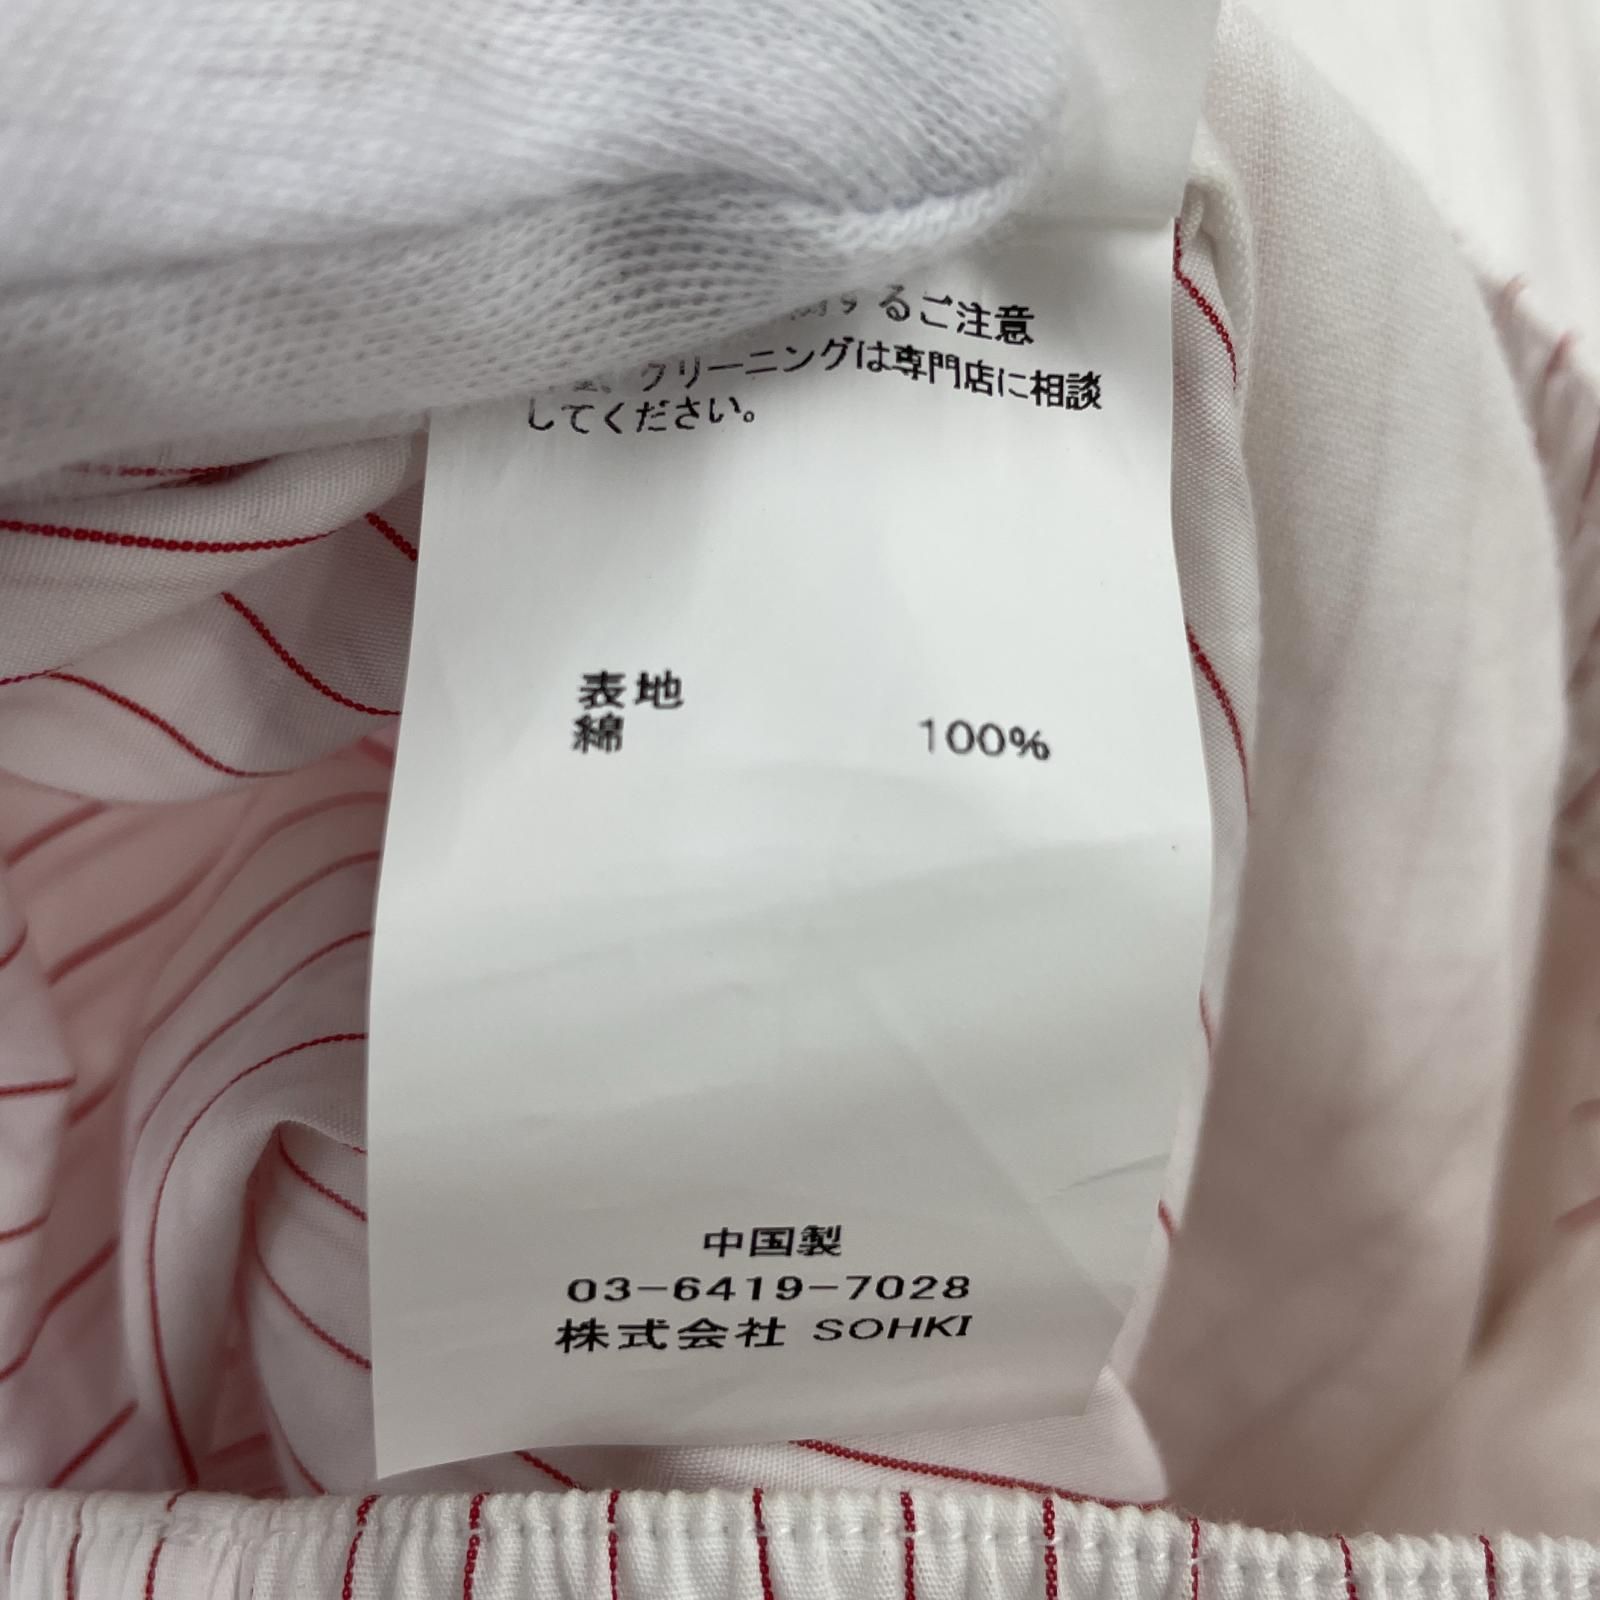 するご注意
クリーニングは専門店に相談
してください。
表地
綿 100%
中国製
03-6419-7028
株式会社 SOHKI